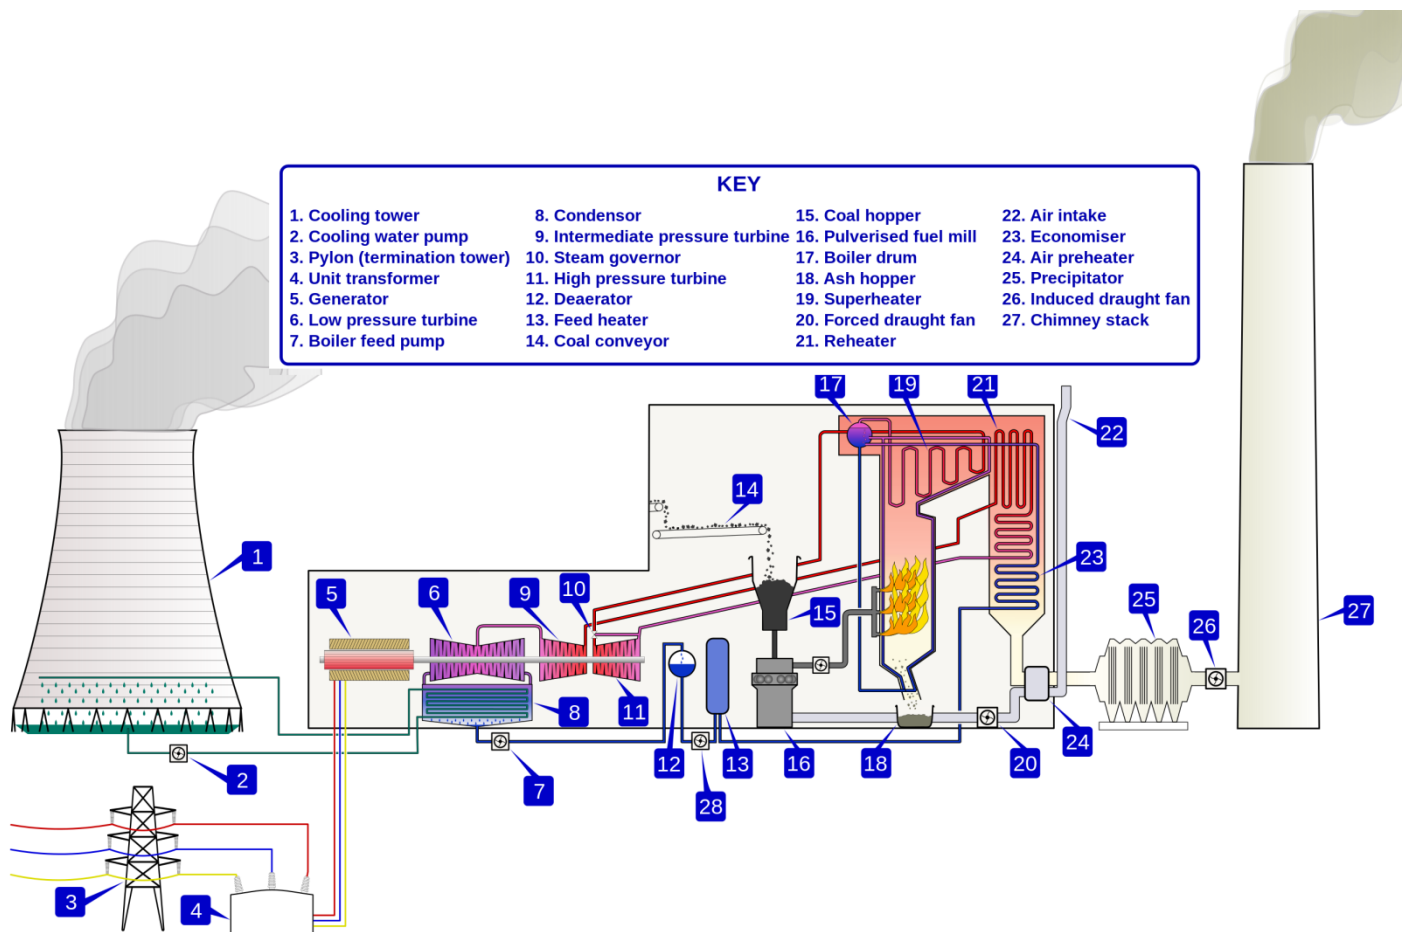 KEY
1. Cooling tower
2. Cooling water pump
3. Pylon (termination tower)
4. Unit transformer
5. Generator
6. Low pressure turbine
7. Boiler feed pump
8. Condensor
9. Intermediate pressure turbine
10. Steam governor
11. High pressure turbine
12. Deaerator
13. Feed heater
14. Coal conveyor
15. Coal hopper
16. Pulverised fuel mill
17. Boiler drum
18. Ash hopper
19. Superheater
20. Forced draught fan
21. Reheater
22. Air intake
23. Economiser
24. Air preheater
25. Precipitator
26. Induced draught fan
27. Chimney stack
17
19
21
22
14
1
5
6
9
10
15
23
25
26
27
8
11
12
13
16
18
20
24
2
7
28
3
4